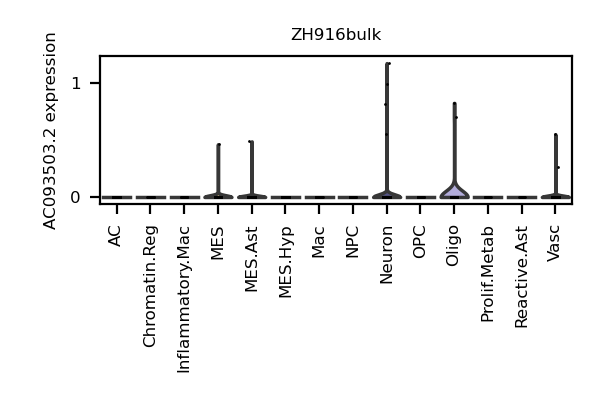 ZH916bulk
AC093503.2 expression
1
0
AC
Chromatin.Reg
Inflammatory.Mac
MES
MES.Ast
MES.Hyp
Mac
NPC
Neuron
OPC
Oligo
Prolif.Metab
Reactive.Ast
Vasc